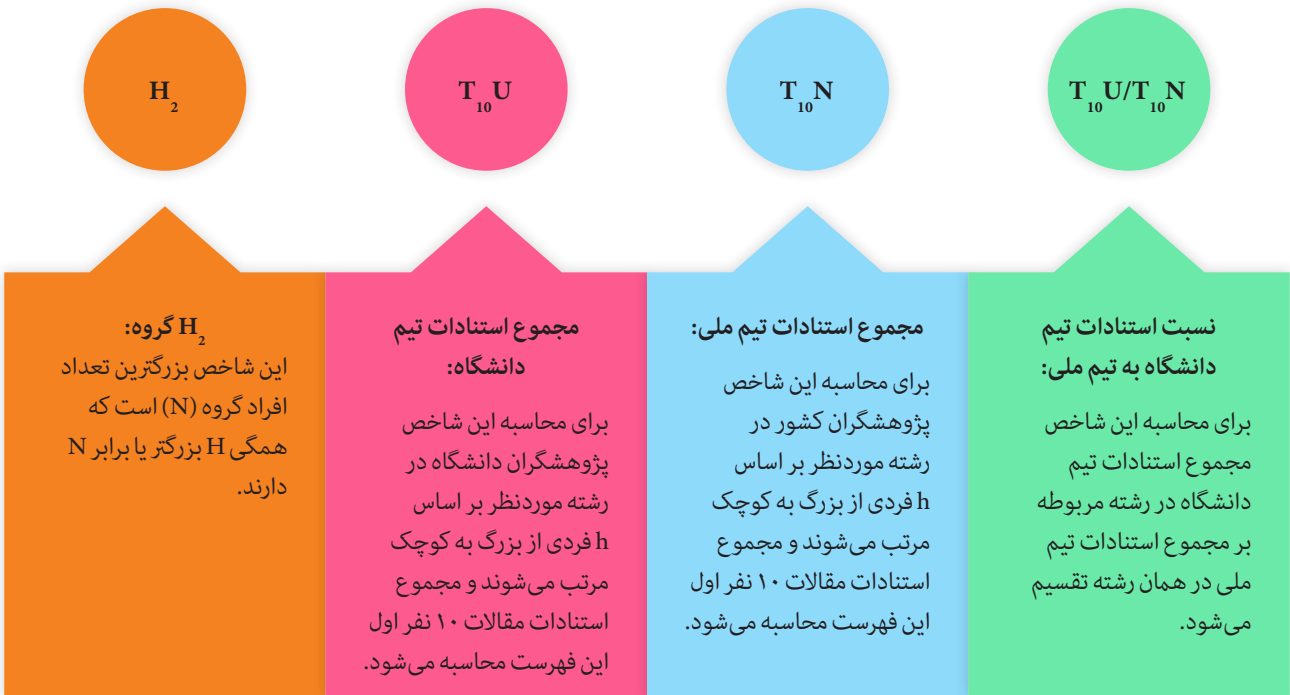 T₁₀U/T₁₀N
نسبت استنادات تیم
دانشگاه به تیم ملی:
برای محاسبه این شاخص
مجموع استنادات تیم
دانشگاه در رشته مربوطه
بر مجموع استنادات تیم
ملی در همان رشته تقسیم
می‌شود.
T₁₀N
مجموع استنادات تیم ملی:
برای محاسبه این شاخص
پژوهشگران کشور در
رشته موردنظر بر اساس
h فردی از بزرگ به کوچک
مرتب می‌شوند و مجموع
استنادات مقالات ۱۰ نفر اول
این فهرست محاسبه می‌شود.
T₁₀U
مجموع استنادات تیم
دانشگاه:
برای محاسبه این شاخص
پژوهشگران دانشگاه در
رشته موردنظر بر اساس
h فردی از بزرگ به کوچک
مرتب می‌شوند و مجموع
استنادات مقالات ۱۰ نفر اول
این فهرست محاسبه می‌شود.
H₂
H₂ گروه:
این شاخص بزرگترین تعداد
افراد گروه (N) است که
همگی H بزرگتر یا برابر N
دارند.